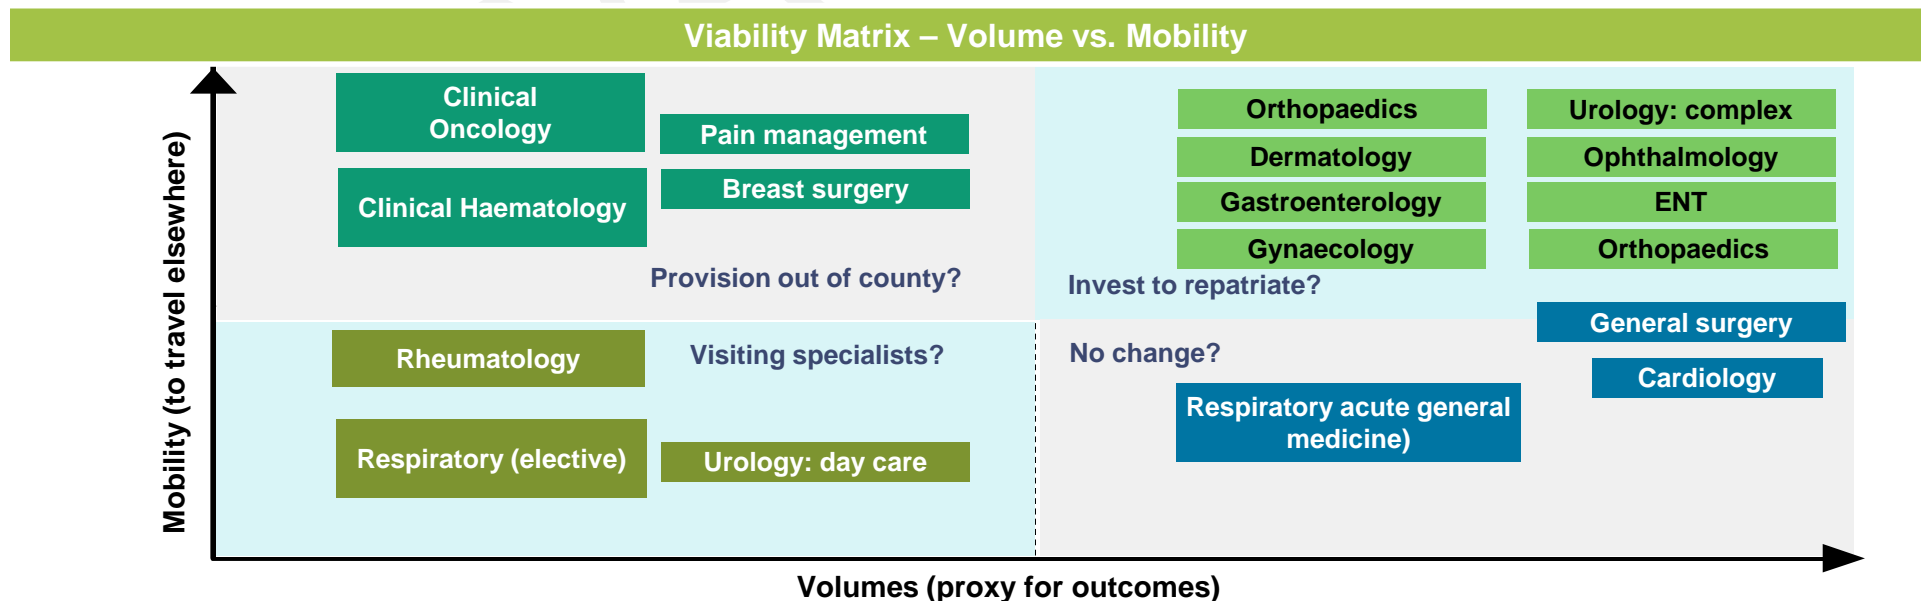 Viability Matrix – Volume vs. Mobility
Mobility (to travel elsewhere)
Clinical
Oncology
Pain management
Clinical Haematology
Breast surgery
Provision out of county?
Orthopaedics
Urology: complex
Dermatology
Ophthalmology
Gastroenterology
ENT
Gynaecology
Orthopaedics
Invest to repatriate?
Rheumatology
Visiting specialists?
Respiratory (elective)
Urology: day care
No change?
General surgery
Cardiology
Respiratory acute general
medicine)
Volumes (proxy for outcomes)